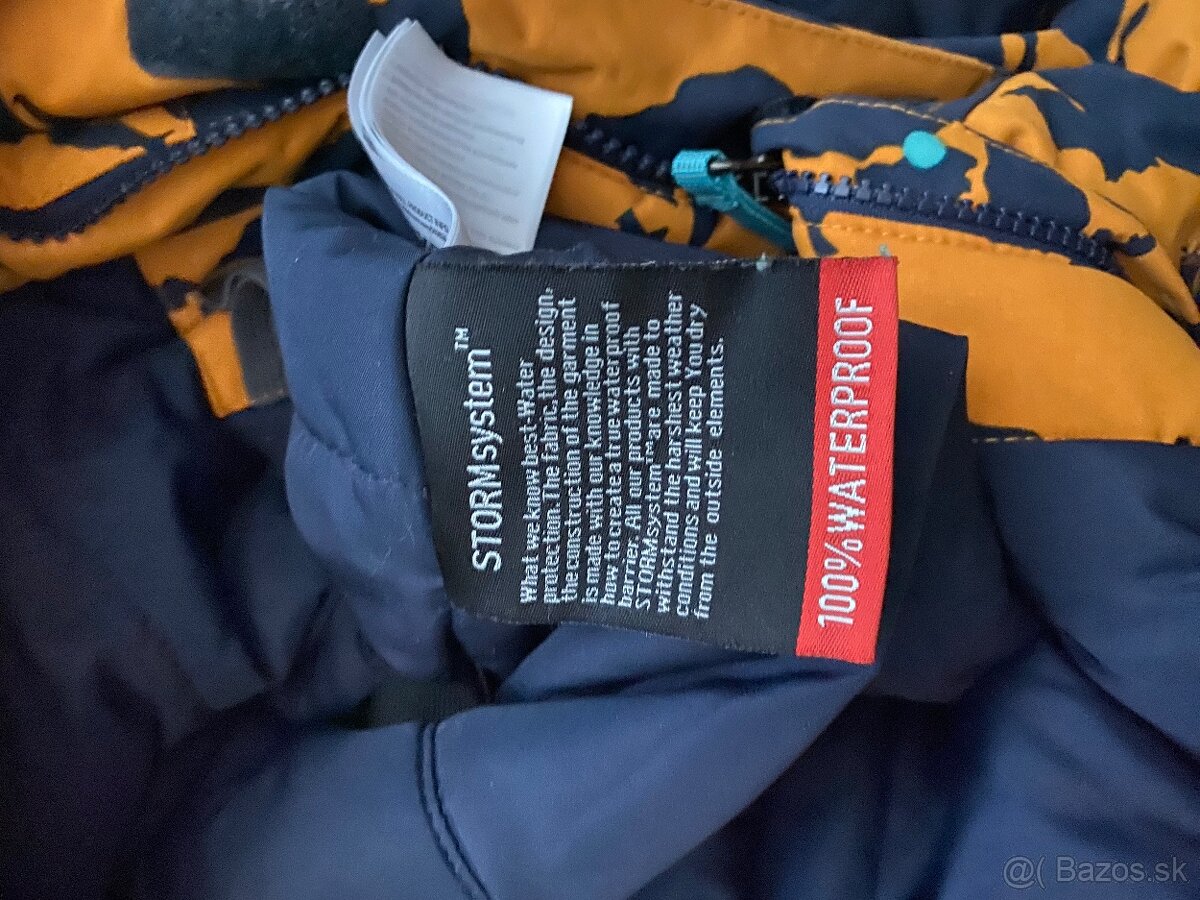 STORMsystem™
What we know best-Water
protection. The fabric, the design,
the construction of the garment
is made with our knowledge in
how to create a true waterproof
barrier. All our products with
STORMsystem™ are made to
withstand the harshest weather
conditions and will keep You dry
from the outside elements.
100%WATERPROOF
@( Bazos.sk